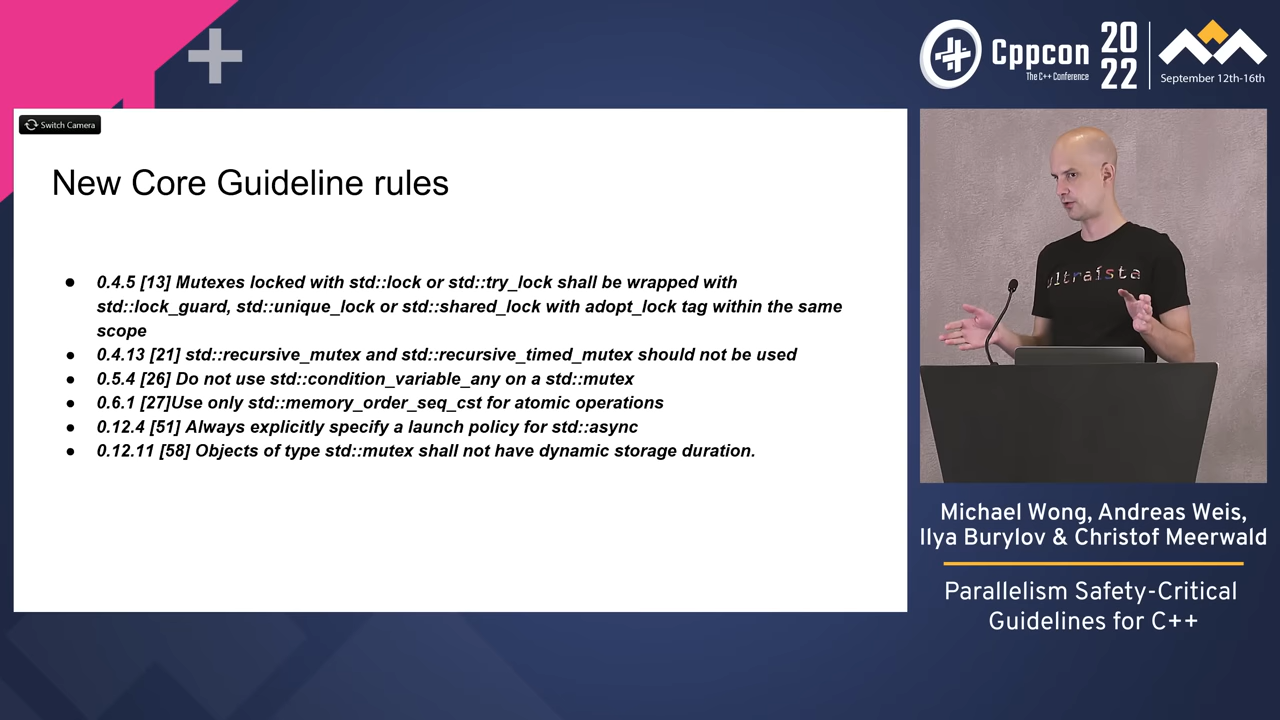 Cppcon
The C++ Conference
20
22
September 12th-16th
Switch Camera
New Core Guideline rules
● 0.4.5 [13] Mutexes locked with std::lock or std::try_lock shall be wrapped with
std::lock_guard, std::unique_lock or std::shared_lock with adopt_lock tag within the same
scope
● 0.4.13 [21] std::recursive_mutex and std::recursive_timed_mutex should not be used
● 0.5.4 [26] Do not use std::condition_variable_any on a std::mutex
● 0.6.1 [27]Use only std::memory_order_seq_cst for atomic operations
● 0.12.4 [51] Always explicitly specify a launch policy for std::async
● 0.12.11 [58] Objects of type std::mutex shall not have dynamic storage duration.
ultraísta
Michael Wong, Andreas Weis,
Ilya Burylov & Christof Meerwald
Parallelism Safety-Critical
Guidelines for C++